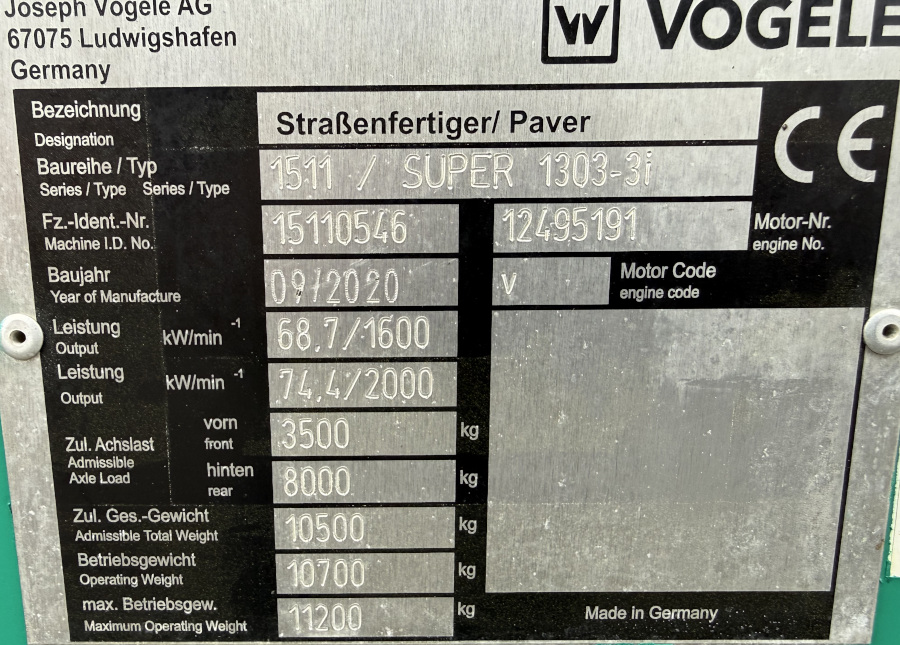 Joseph Vögele AG
67075 Ludwigshafen
Germany
W VÖGELE
Bezeichnung
Designation
Straßenfertiger/ Paver
CE
Baureihe / Typ
Series / Type Series / Type
1511 / SUPER 1303-3i
Fz.-Ident.-Nr.
Machine I.D. No.
15110546
12495191
Motor-Nr.
engine No.
Baujahr
Year of Manufacture
09/2020
V
Motor Code
engine code
Leistung
Output
kW/min -1
68,7/1600
Leistung
Output
kW/min -1
74,4/2000
Zul. Achslast
Admissible
Axle Load
vorn
front
3500 kg
hinten
rear
8000 kg
Zul. Ges.-Gewicht
Admissible Total Weight
10500 kg
Betriebsgewicht
Operating Weight
10700 kg
max. Betriebsgew.
Maximum Operating Weight
11200 kg
Made in Germany